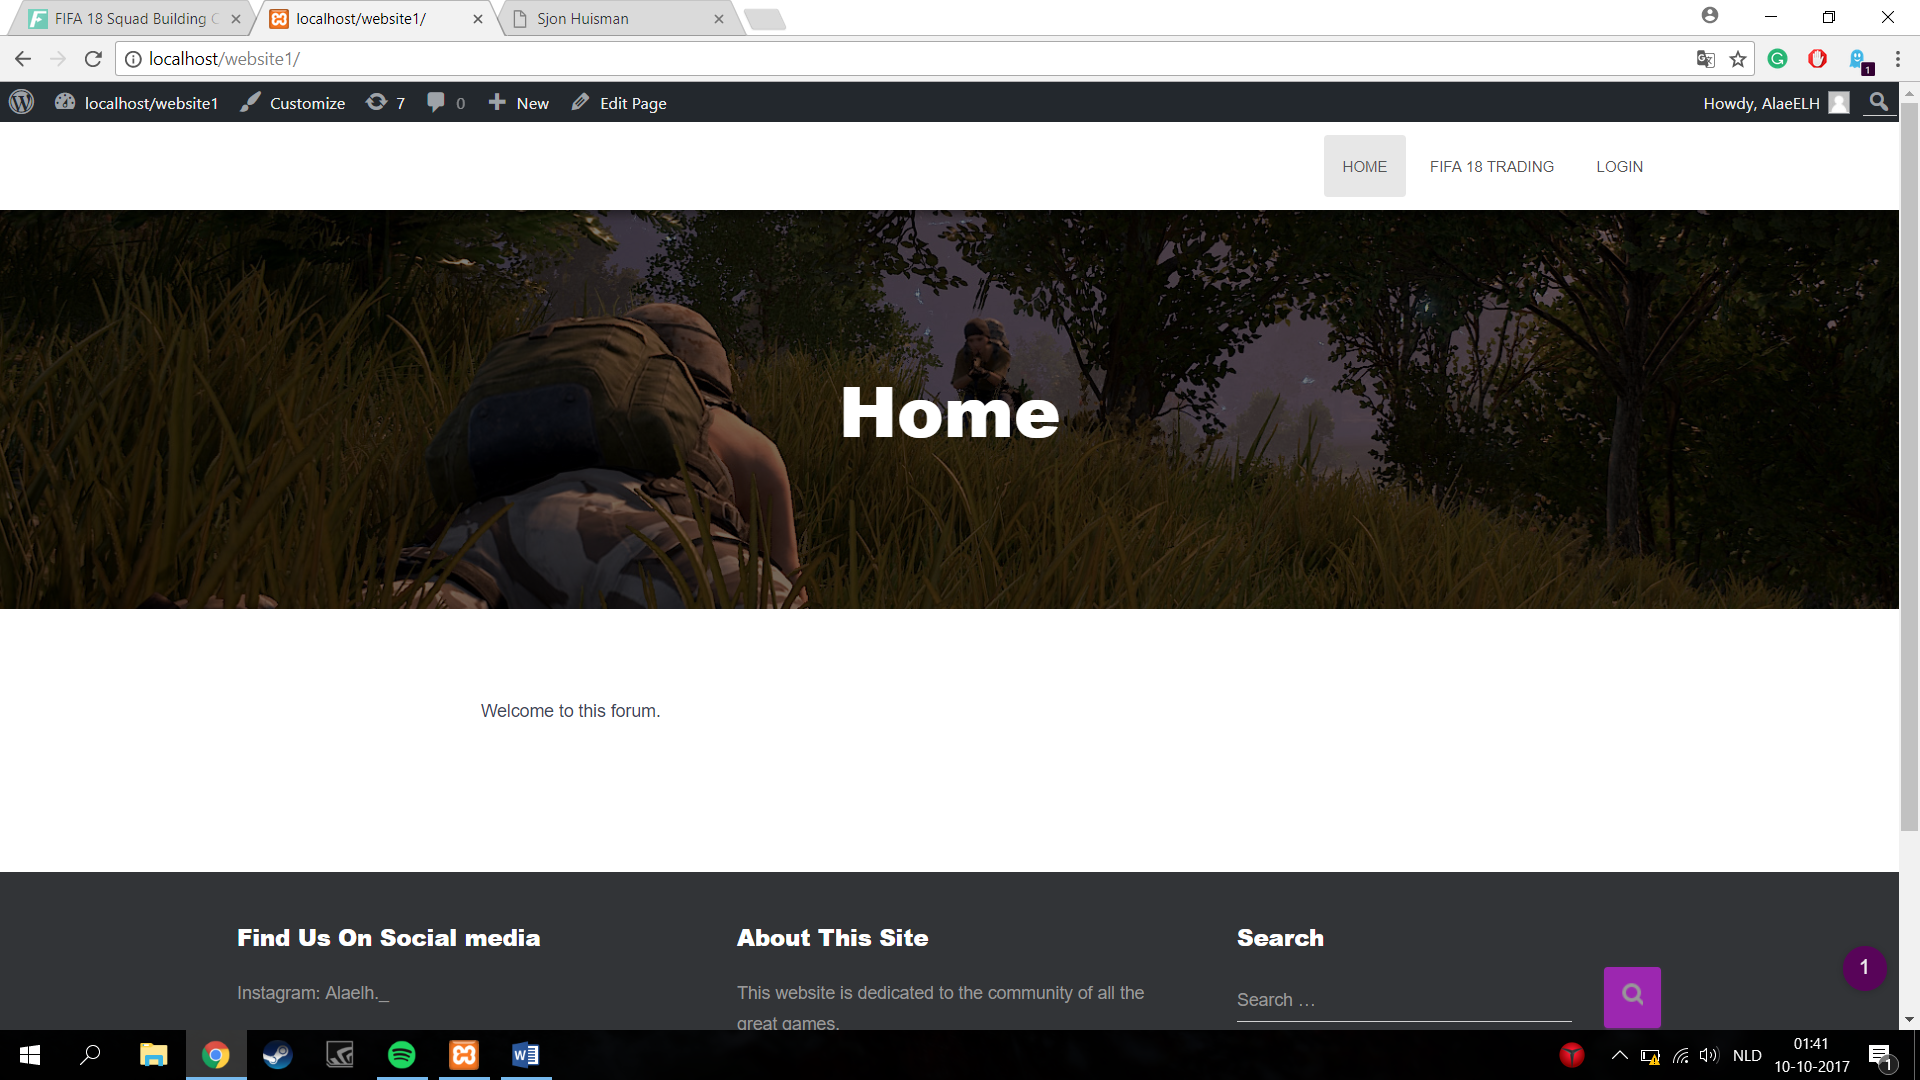 FIFA 18 Squad Building C
localhost/website1/
Sjon Huisman
localhost/website1/
1
localhost/website1
Customize
7
0
New
Edit Page
Howdy, AlaeELH
HOME
FIFA 18 TRADING
LOGIN
Home
Welcome to this forum.
Find Us On Social media
Instagram: Alaelh._
About This Site
This website is dedicated to the community of all the
great games.
Search
Search …
1
NLD
01:41
10-10-2017
1